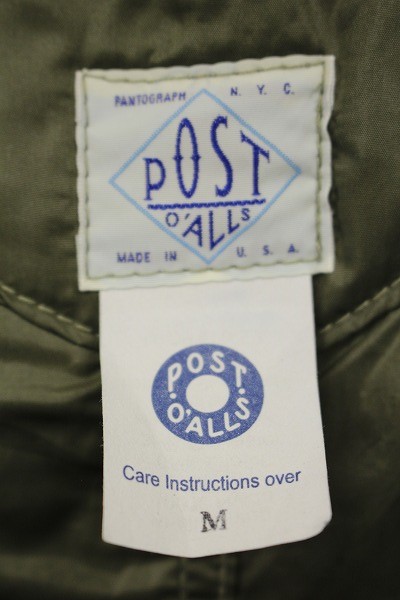 PANTOGRAPH N.Y.C.
POST
O'ALLS
MADE IN U.S.A.
POST
O'ALLS
Care Instructions over
M